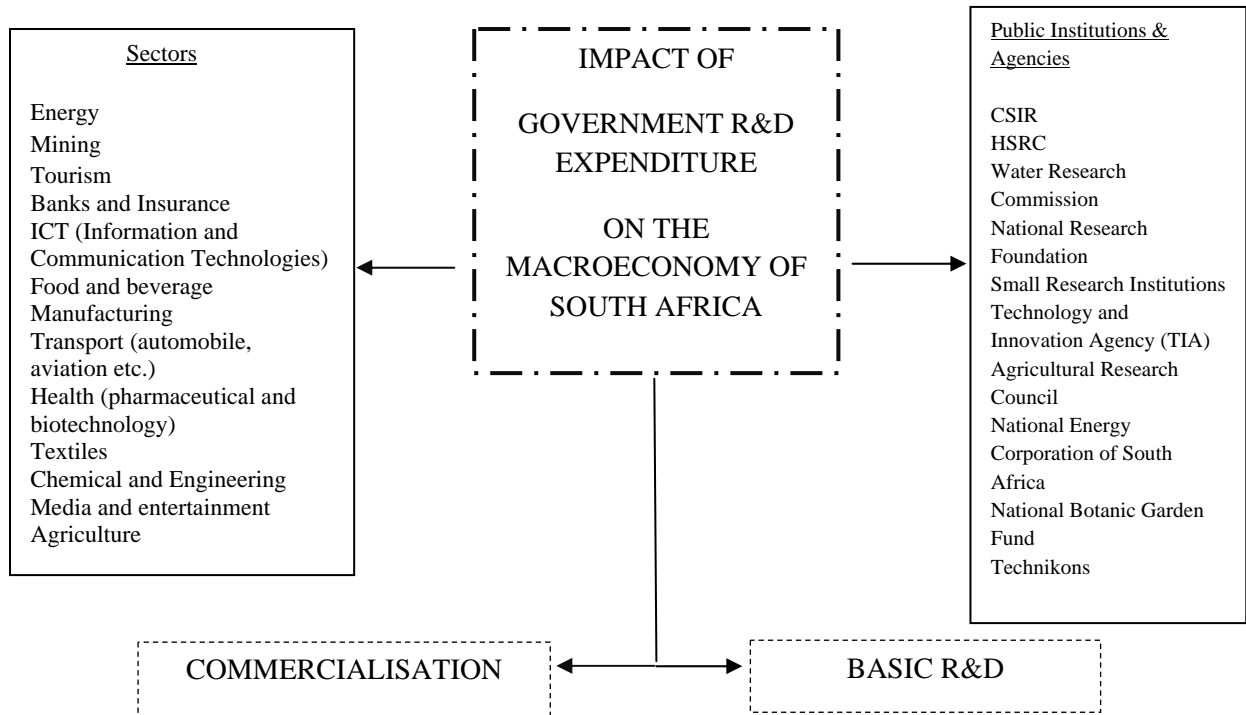 Sectors
Energy
Mining
Tourism
Banks and Insurance
ICT (Information and
Communication Technologies)
Food and beverage
Manufacturing
Transport (automobile,
aviation etc.)
Health (pharmaceutical and
biotechnology)
Textiles
Chemical and Engineering
Media and entertainment
Agriculture
IMPACT OF
GOVERNMENT R&D
EXPENDITURE
ON THE
MACROECONOMY OF
SOUTH AFRICA
Public Institutions &
Agencies
CSIR
HSRC
Water Research
Commission
National Research
Foundation
Small Research Institutions
Technology and
Innovation Agency (TIA)
Agricultural Research
Council
National Energy
Corporation of South
Africa
National Botanic Garden
Fund
Technikons
COMMERCIALISATION
BASIC R&D